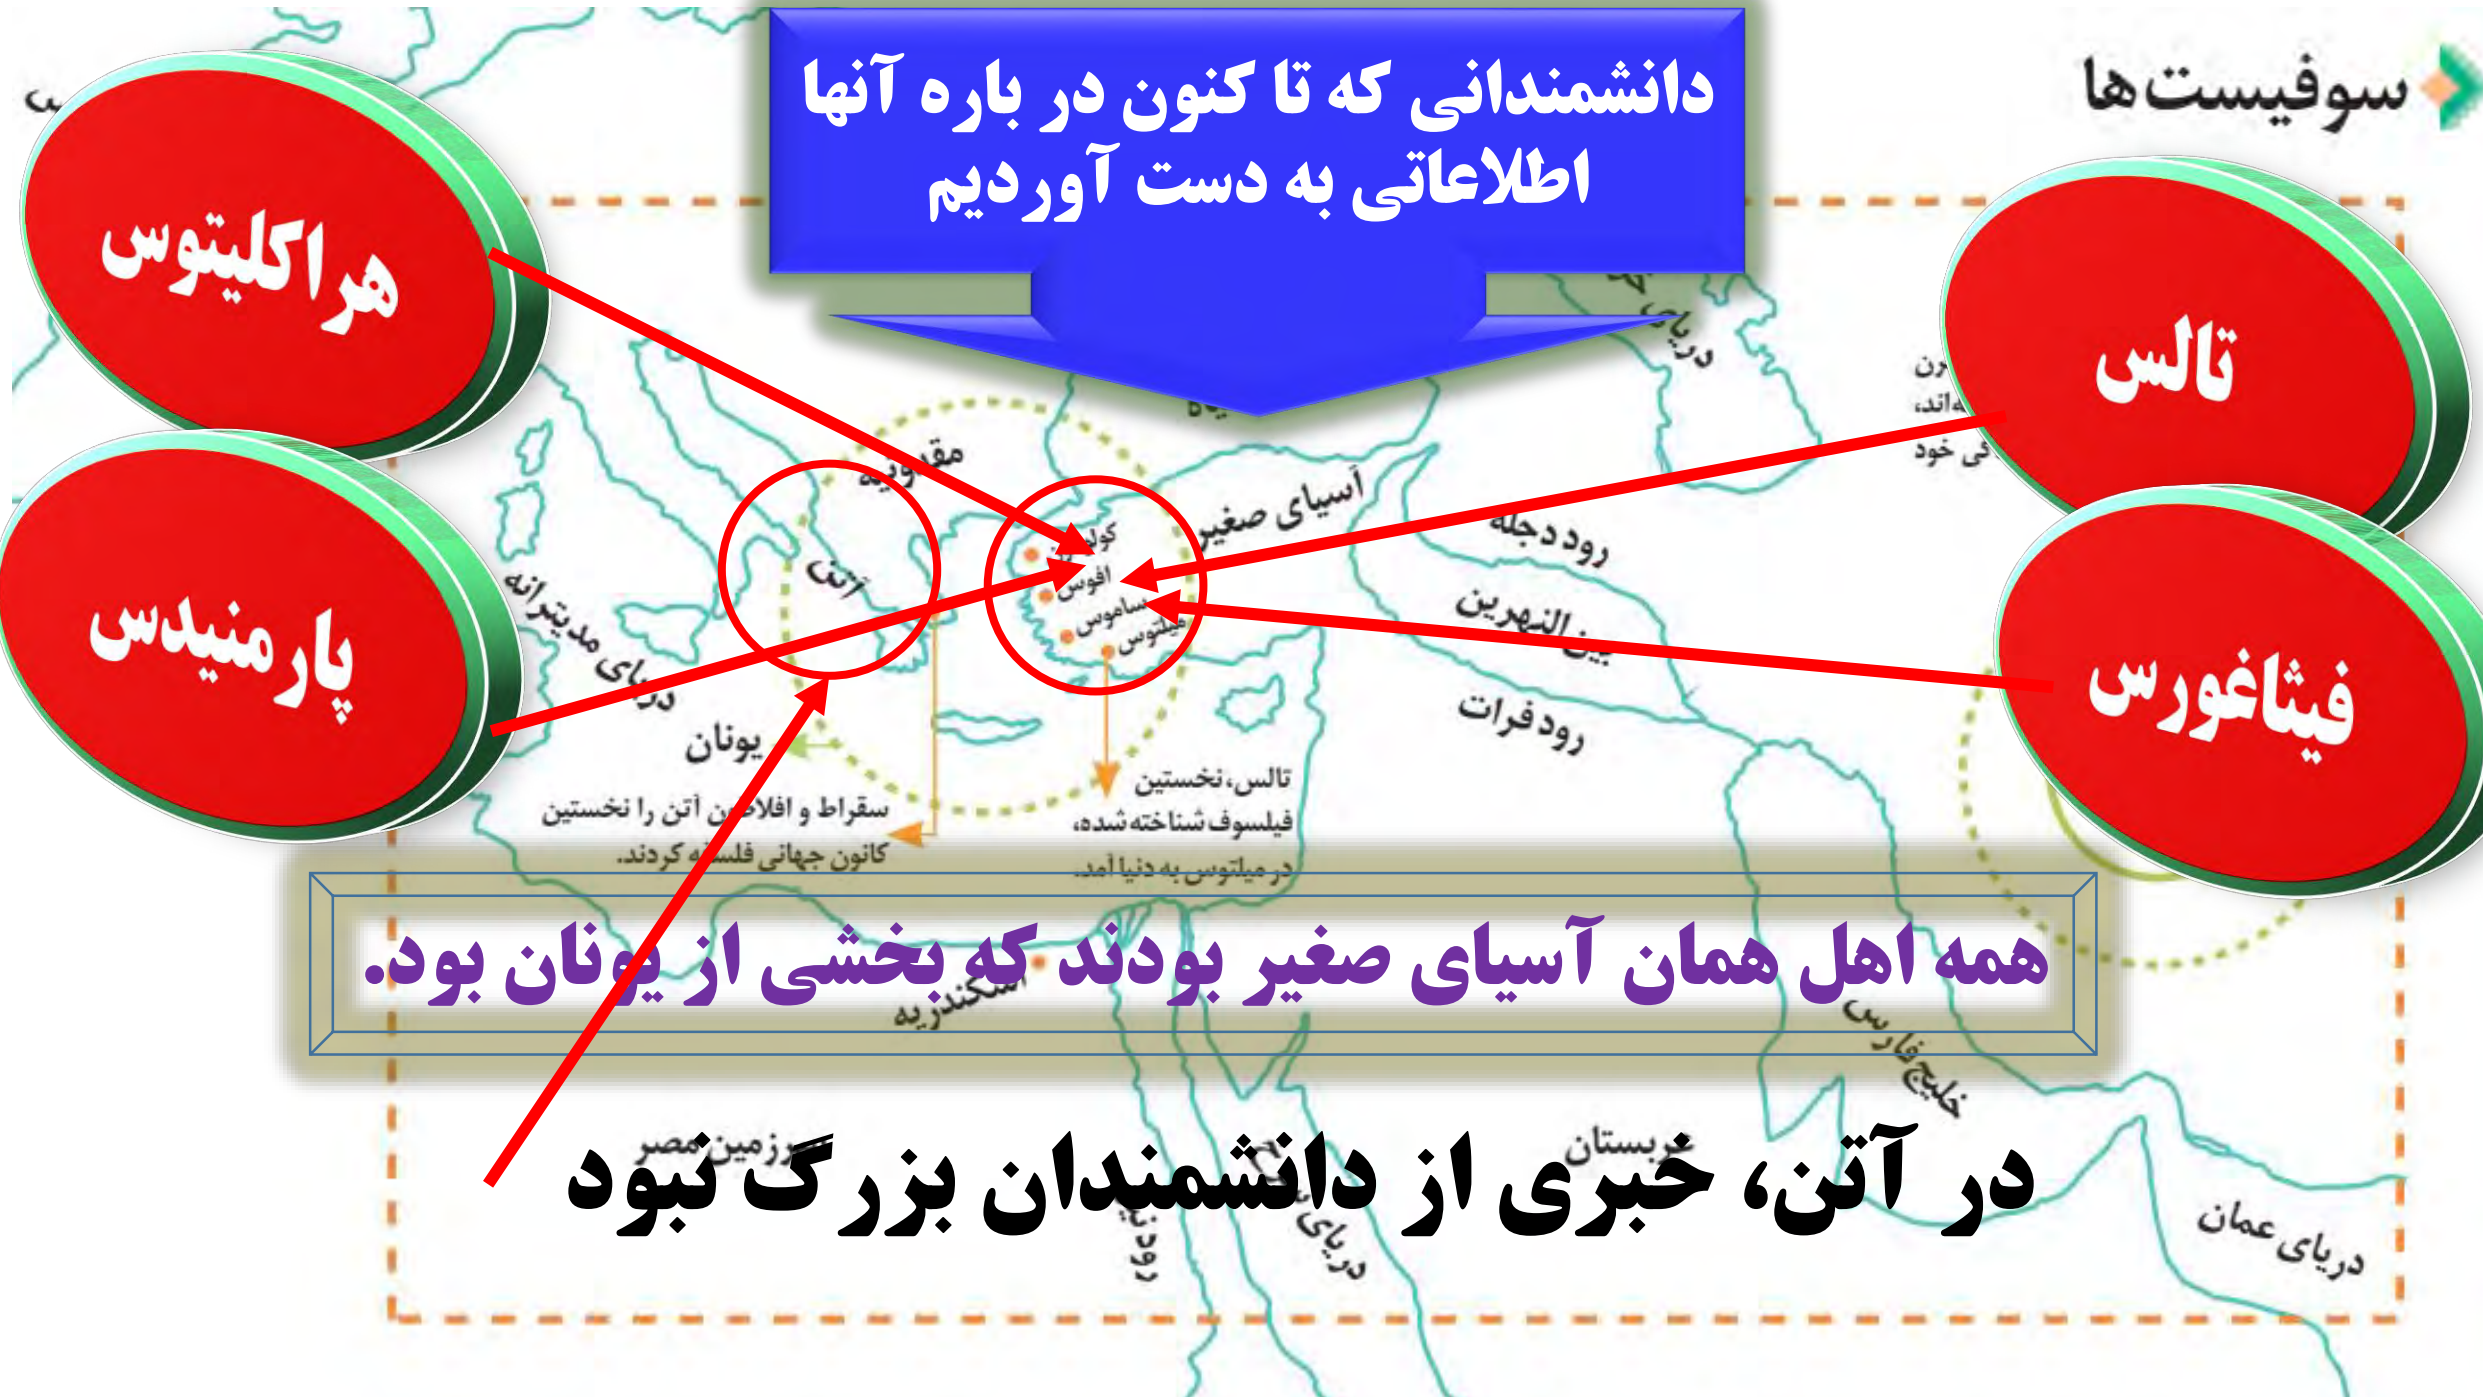 سوفیست‌ها
دانشمندانی که تا کنون در باره آنها
اطلاعاتی به دست آوردیم
هراکلیتوس
تالس
پارمنیدس
فیثاغورس
کی خود
مقدونیه
آسیای صغیر
آتن
افوس
ساموس
میلتوس
رود دجله
بین النهرین
رود فرات
دریای مدیترانه
یونان
تالس، نخستین
فیلسوف شناخته شده،
در میلتوس به دنیا آمد.
سقراط و افلاطون آتن را نخستین
کانون جهانی فلسفه کردند.
همه اهل همان آسیای صغیر بودند که بخشی از یونان بود.
اسکندریه
خلیج فارس
سرزمین مصر
عربستان
در آتن، خبری از دانشمندان بزرگ نبود
دریای عمان